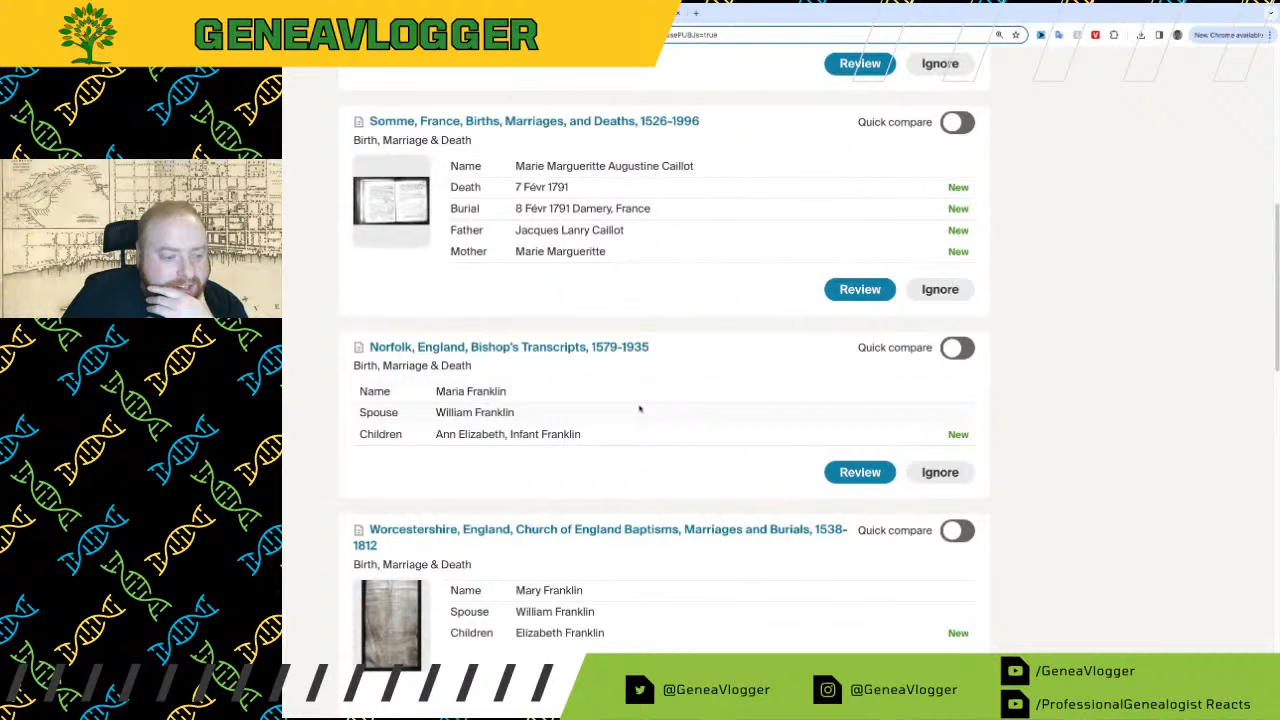 GENEAVLOGGER
=true
New Chrome available
Review
Ignore
Somme, France, Births, Marriages, and Deaths, 1526-1996
Quick compare
Birth, Marriage & Death
Name Marie Margueritte Augustine Caillot
Death 7 Févr 1791 New
Burial 8 Févr 1791 Damery, France New
Father Jacques Lanry Caillot New
Mother Marie Margueritte New
Review
Ignore
Norfolk, England, Bishop's Transcripts, 1579-1935
Quick compare
Birth, Marriage & Death
Name Maria Franklin
Spouse William Franklin
Children Ann Elizabeth, Infant Franklin New
Review
Ignore
Worcestershire, England, Church of England Baptisms, Marriages and Burials, 1538-
1812
Quick compare
Birth, Marriage & Death
Name Mary Franklin
Spouse William Franklin
Children Elizabeth Franklin New
@GeneaVlogger
@GeneaVlogger
/GeneaVlogger
/ProfessionalGenealogist Reacts